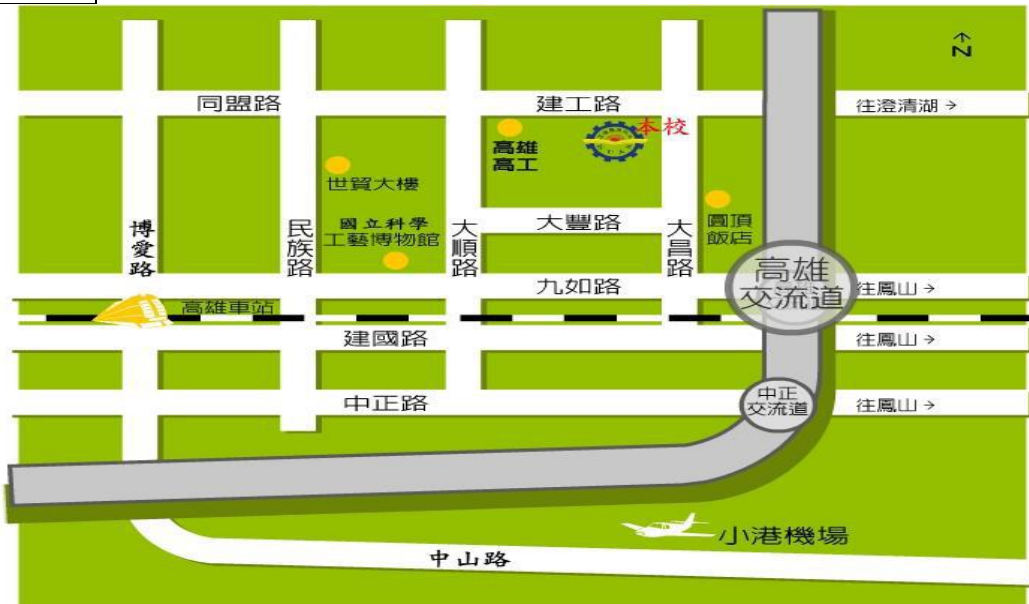 N
同盟路
建工路
往澄清湖→
本校
高雄
高工
世貿大樓
國立科學
工藝博物館
大豐路
圓頂
飯店
博愛路
民族路
大順路
大昌路
高雄
交流道
九如路
往鳳山→
高雄車站
建國路
往鳳山→
中正路
中正
交流道
往鳳山→
小港機場
中山路